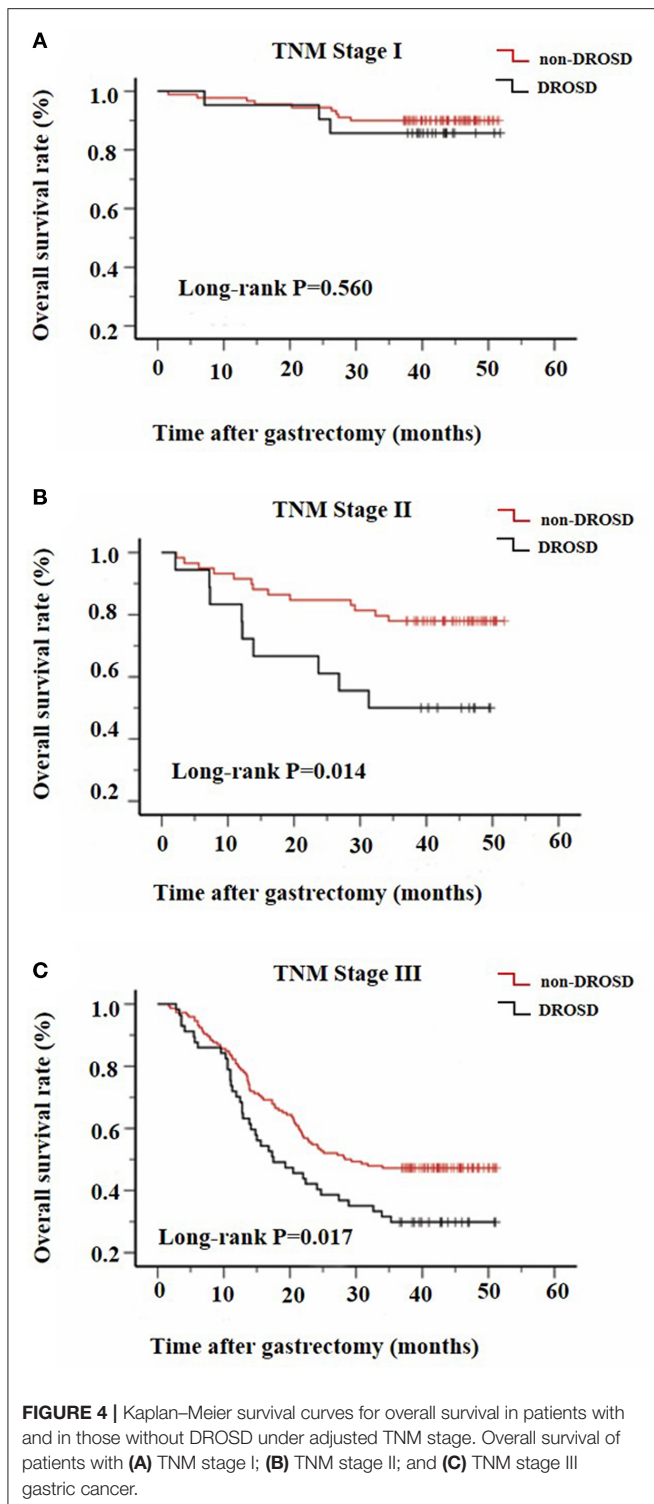 A
TNM Stage I
non-DROSD
DROSD
Overall survival rate (%)
1.0
0.8
0.6
0.4
0.2
Long-rank P=0.560
0 10 20 30 40 50 60
Time after gastrectomy (months)
B
TNM Stage II
non-DROSD
DROSD
Overall survival rate (%)
1.0
0.8
0.6
0.4
0.2
Long-rank P=0.014
0 10 20 30 40 50 60
Time after gastrectomy (months)
C
TNM Stage III
non-DROSD
DROSD
Overall survival rate (%)
1.0
0.8
0.6
0.4
0.2
Long-rank P=0.017
0 10 20 30 40 50 60
Time after gastrectomy (months)
FIGURE 4 | Kaplan–Meier survival curves for overall survival in patients with
and in those without DROSD under adjusted TNM stage. Overall survival of
patients with (A) TNM stage I; (B) TNM stage II; and (C) TNM stage III
gastric cancer.